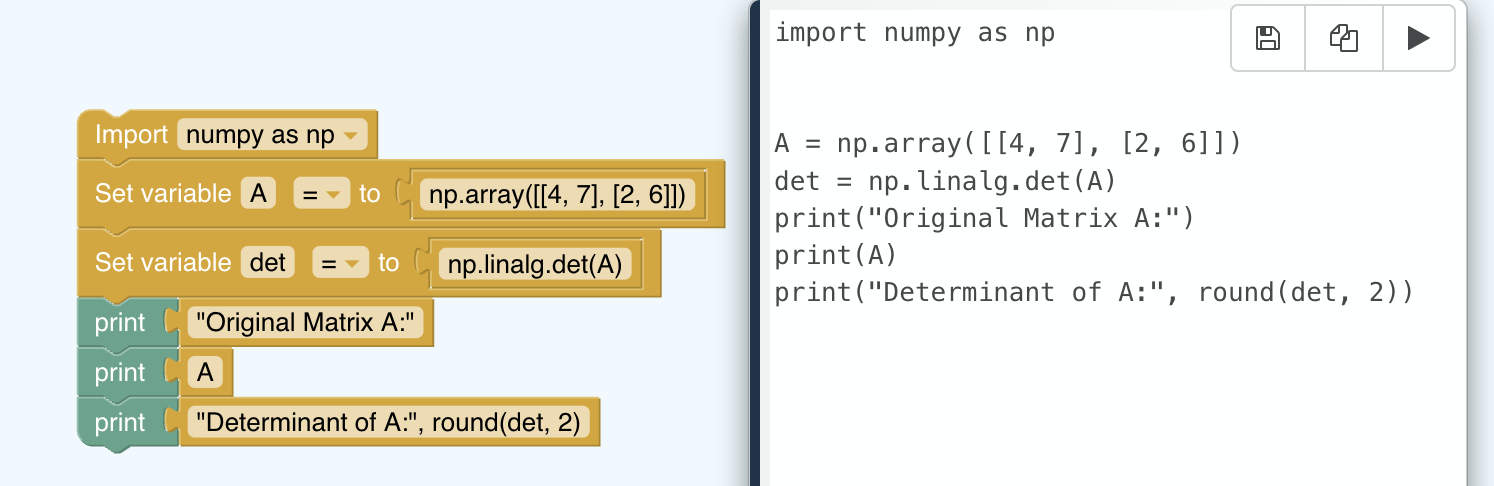 Import numpy as np
Set variable A = to np.array([[4, 7], [2, 6]])
Set variable det = to np.linalg.det(A)
print "Original Matrix A:"
print A
print "Determinant of A:", round(det, 2)
import numpy as np
A = np.array([[4, 7], [2, 6]])
det = np.linalg.det(A)
print("Original Matrix A:")
print(A)
print("Determinant of A:", round(det, 2))